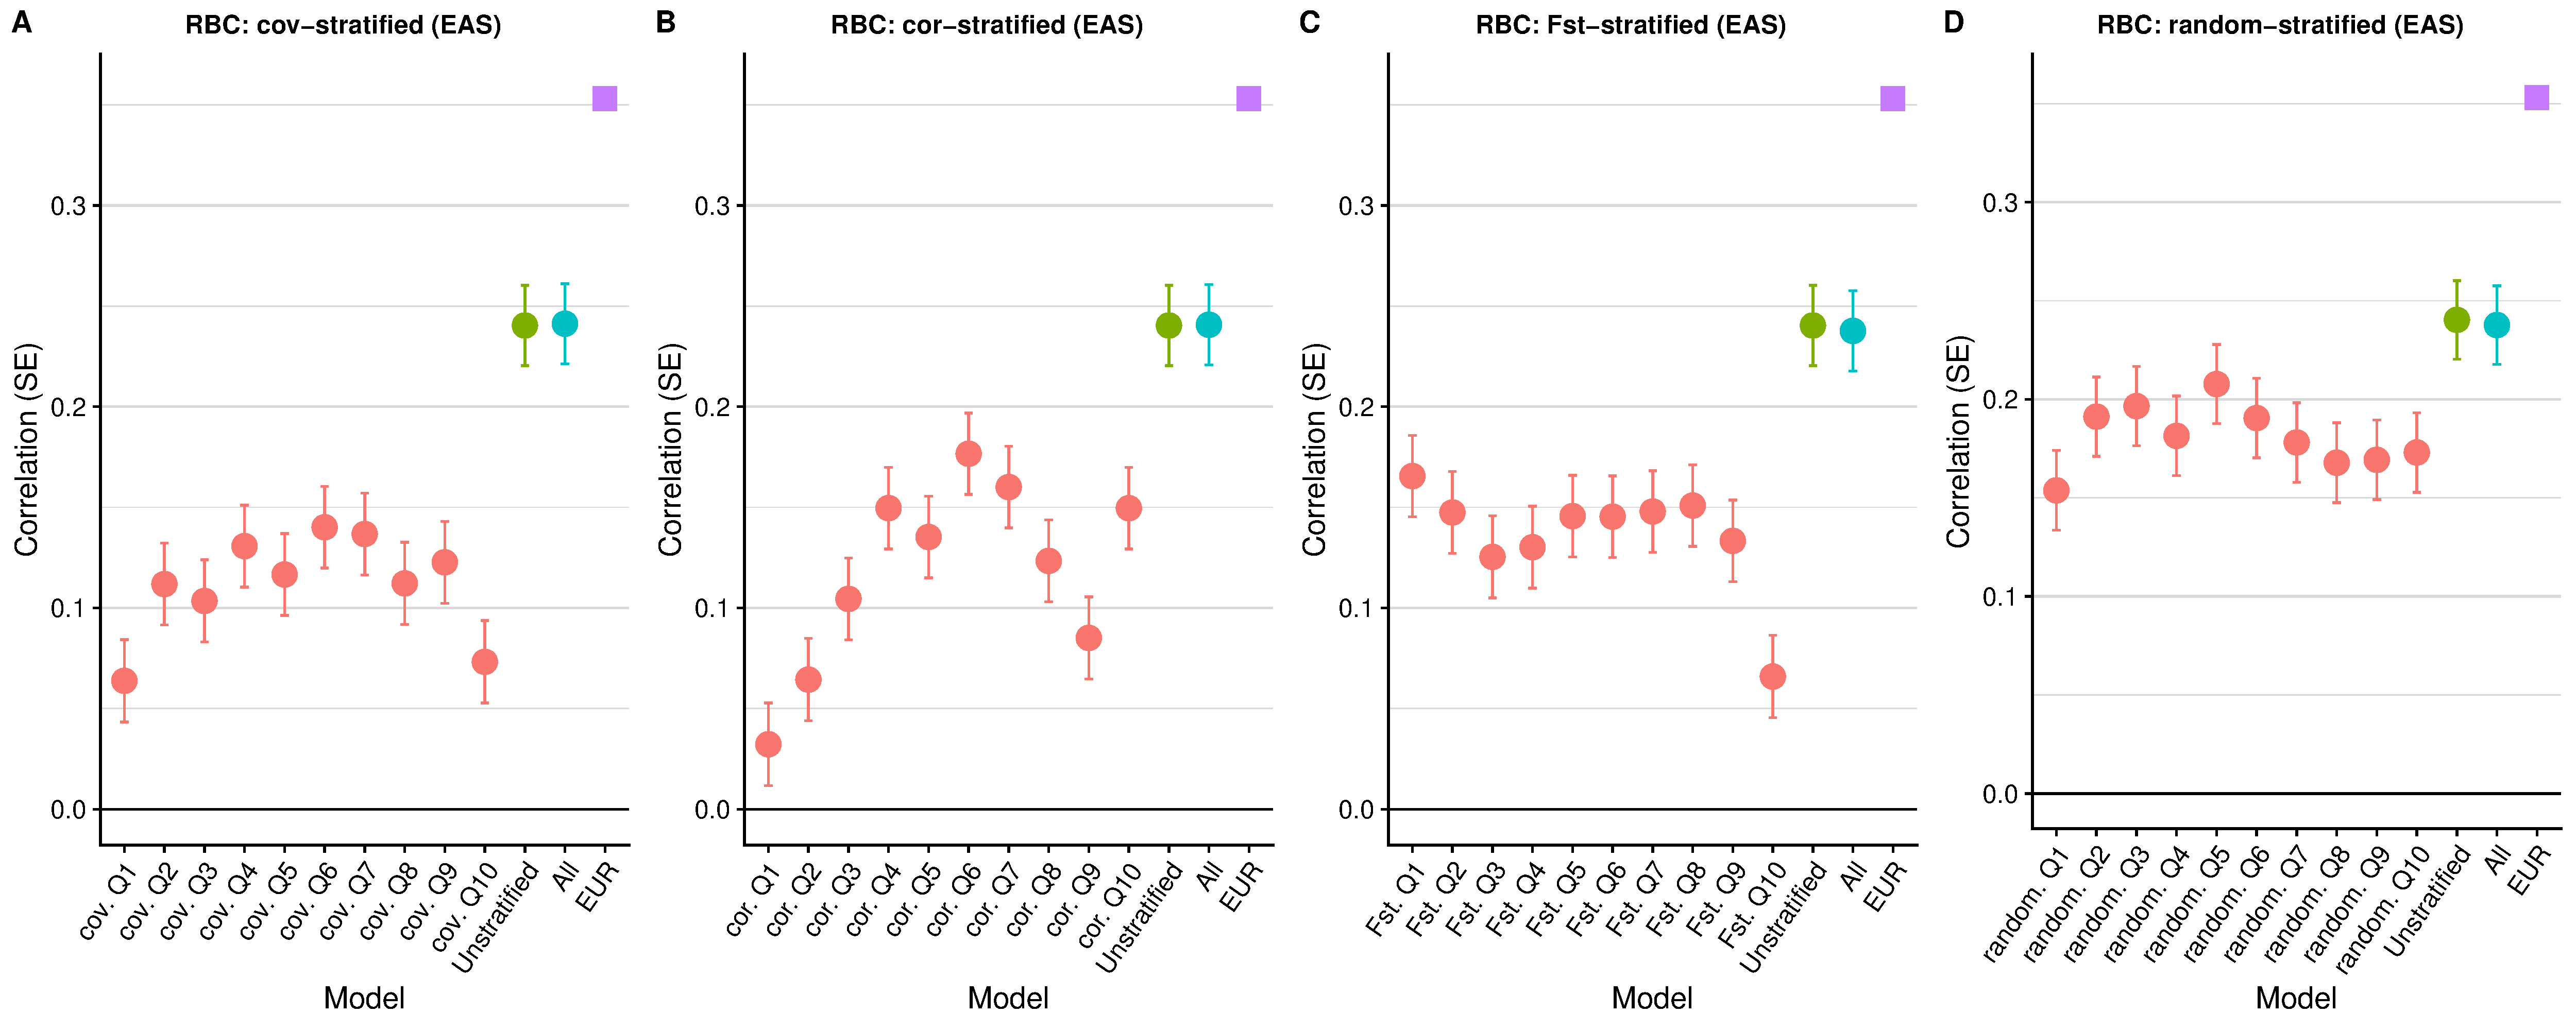 A
RBC: cov−stratified (EAS)
Correlation (SE)
0.3
0.2
0.1
0.0
cov. Q1
cov. Q2
cov. Q3
cov. Q4
cov. Q5
cov. Q6
cov. Q7
cov. Q8
cov. Q9
cov. Q10
Unstratified
All
EUR
Model
B
RBC: cor−stratified (EAS)
Correlation (SE)
0.3
0.2
0.1
0.0
cor. Q1
cor. Q2
cor. Q3
cor. Q4
cor. Q5
cor. Q6
cor. Q7
cor. Q8
cor. Q9
cor. Q10
Unstratified
All
EUR
Model
C
RBC: Fst−stratified (EAS)
Correlation (SE)
0.3
0.2
0.1
0.0
Fst. Q1
Fst. Q2
Fst. Q3
Fst. Q4
Fst. Q5
Fst. Q6
Fst. Q7
Fst. Q8
Fst. Q9
Fst. Q10
Unstratified
All
EUR
Model
D
RBC: random−stratified (EAS)
Correlation (SE)
0.3
0.2
0.1
0.0
random. Q1
random. Q2
random. Q3
random. Q4
random. Q5
random. Q6
random. Q7
random. Q8
random. Q9
random. Q10
Unstratified
All
EUR
Model